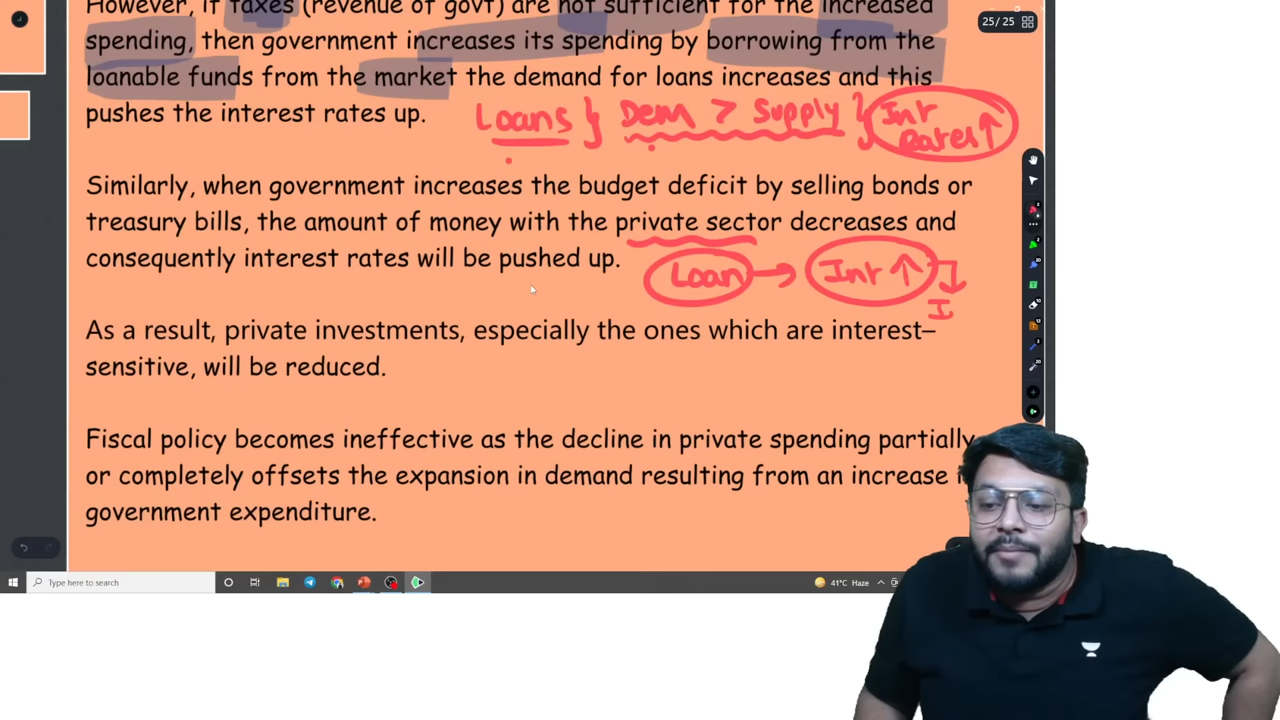 However, if taxes (revenue of govt) are not sufficient for the increased
25/25
spending, then government increases its spending by borrowing from the
loanable funds from the market the demand for loans increases and this
pushes the interest rates up.
Loans } Dem > Supply } Int Rates ↑
Similarly, when government increases the budget deficit by selling bonds or
treasury bills, the amount of money with the private sector decreases and
consequently interest rates will be pushed up.
Loan → Int ↑ ↓ I
As a result, private investments, especially the ones which are interest–
sensitive, will be reduced.
Fiscal policy becomes ineffective as the decline in private spending partially
or completely offsets the expansion in demand resulting from an increase
government expenditure.
Type here to search
41°C Haze